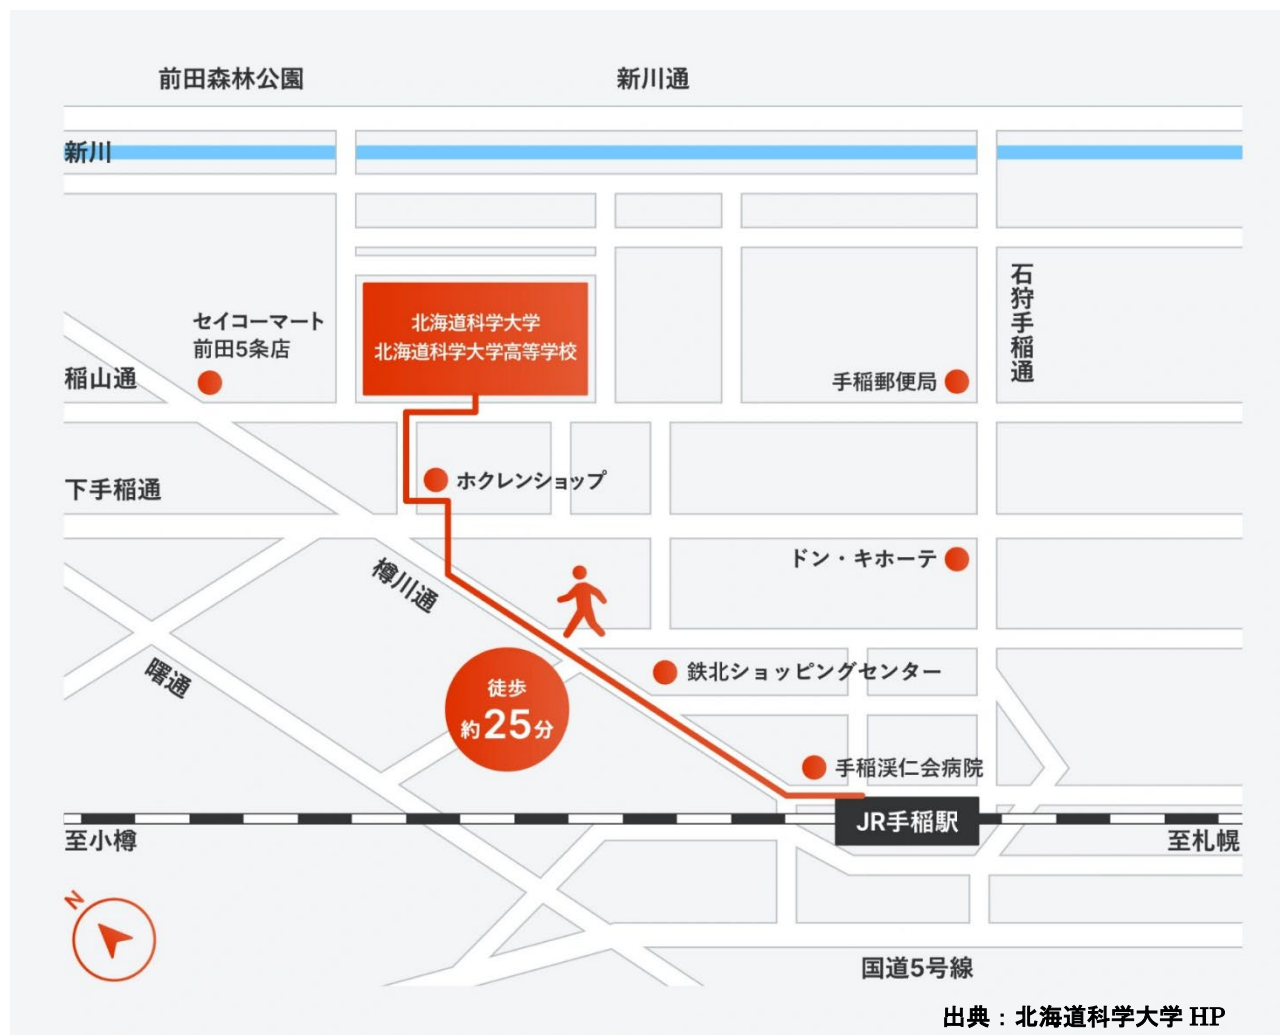 前田森林公園
新川通
新川
石狩手稲通
セイコーマート
前田5条店
北海道科学大学
北海道科学大学高等学校
稲山通
手稲郵便局
下手稲通
ホクレンショップ
ドン・キホーテ
樽川通
曙通
鉄北ショッピングセンター
徒歩
約25分
手稲渓仁会病院
JR手稲駅
至小樽
至札幌
N
国道5号線
出典：北海道科学大学 HP